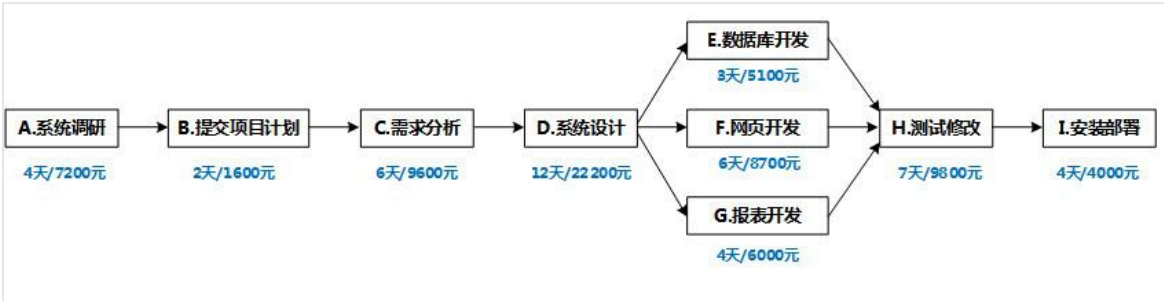 E.数据库开发
3天/5100元
A.系统调研
B.提交项目计划
C.需求分析
D.系统设计
F.网页开发
H.测试修改
I.安装部署
4天/7200元
2天/1600元
6天/9600元
12天/22200元
6天/8700元
7天/9800元
4天/4000元
G.报表开发
4天/6000元